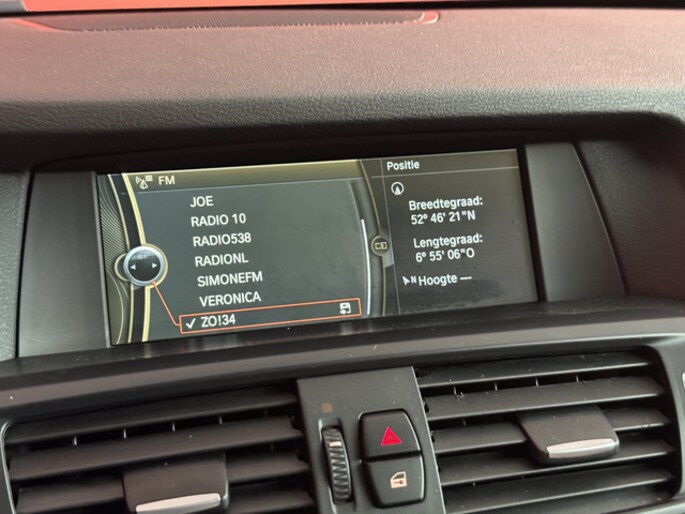 FM
JOE
RADIO 10
RADIO538
RADIONL
SIMONEFM
VERONICA
ZO!34
Positie
Breedtegraad:
52° 46' 21"N
Lengtegraad:
6° 55' 06"O
N Hoogte ----